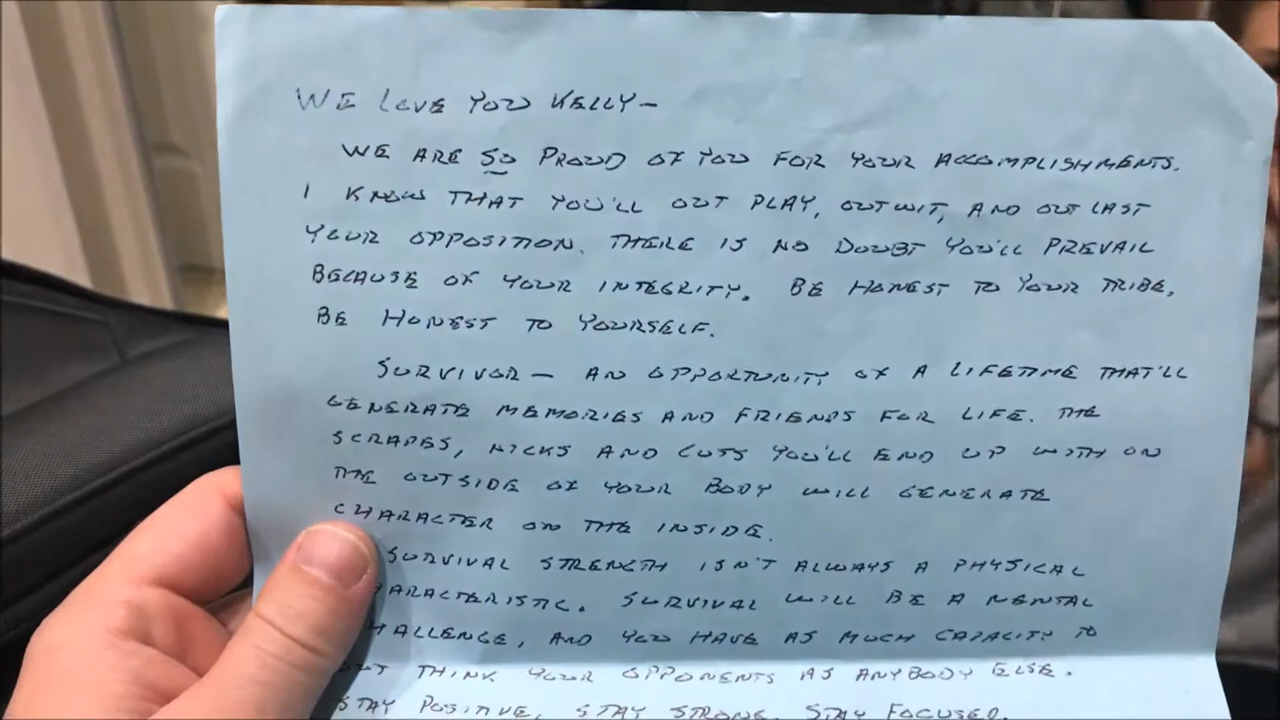 WE LOVE YOU KELLY—
WE ARE SO PROUD OF YOU FOR YOUR ACCOMPLISHMENTS.
I KNOW THAT YOU'LL OUT PLAY, OUTWIT, AND OUTLAST
YOUR OPPOSITION. THERE IS NO DOUBT YOU'LL PREVAIL
BECAUSE OF YOUR INTEGRITY. BE HONEST TO YOUR TRIBE,
BE HONEST TO YOURSELF.
SURVIVOR— AN OPPORTUNITY OF A LIFETIME THAT'LL
GENERATE MEMORIES AND FRIENDS FOR LIFE. THE
SCRAPES, NICKS AND CUTS YOU'LL END UP WITH ON
THE OUTSIDE OF YOUR BODY WILL GENERATE
CHARACTER ON THE INSIDE.
SURVIVAL STRENGTH ISN'T ALWAYS A PHYSICAL
ARACTERISTIC. SURVIVAL WILL BE A MENTAL
HALLENGE, AND YOU HAVE AS MUCH CAPACITY TO
OUT THINK YOUR OPPONENTS AS ANYBODY ELSE.
STAY POSITIVE, STAY STRONG, STAY FOCUSED.